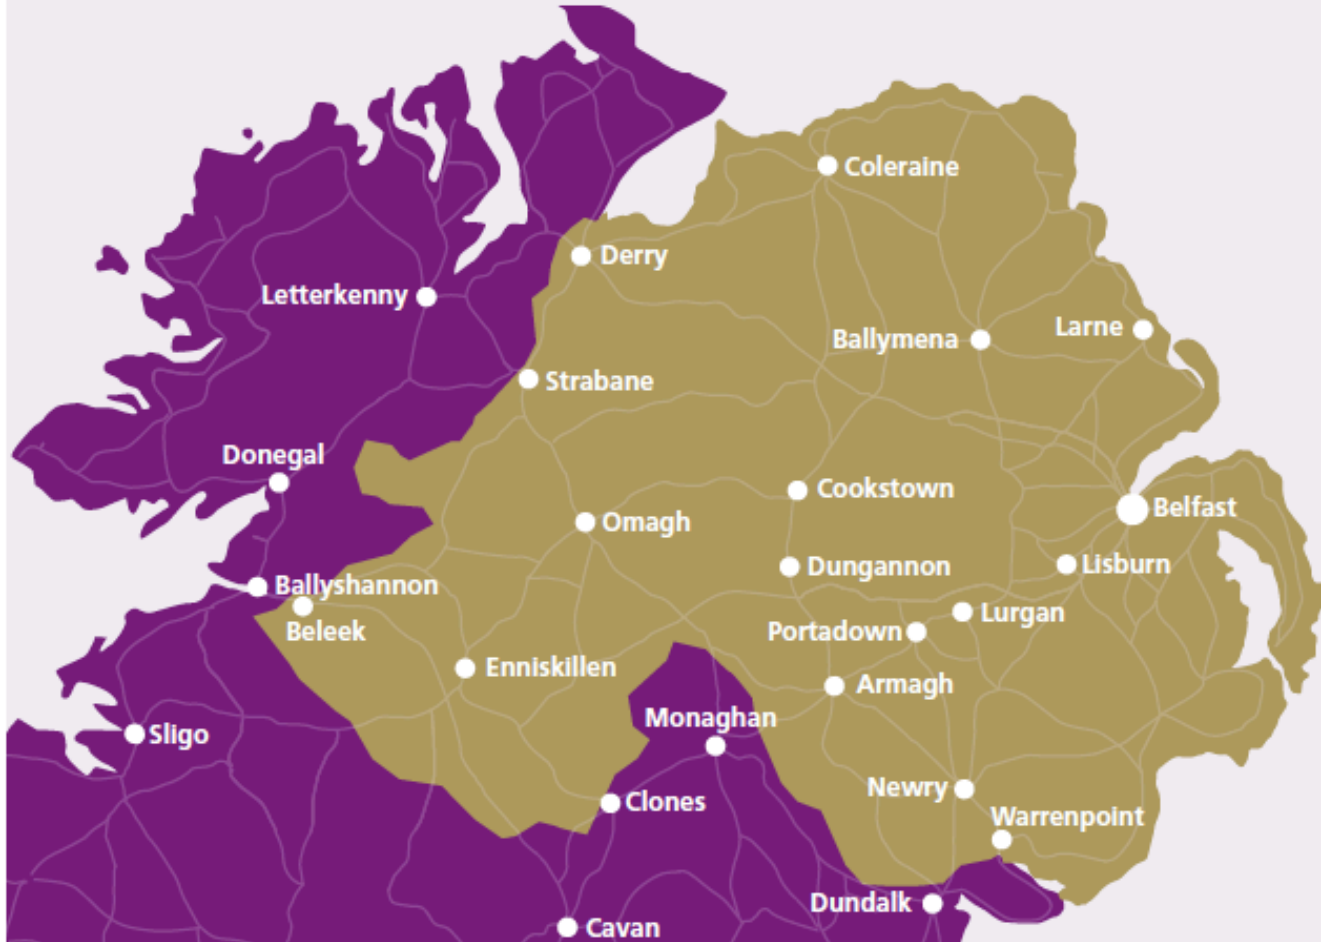 Coleraine
Derry
Letterkenny
Larne
Ballymena
Strabane
Donegal
Cookstown
Belfast
Omagh
Lisburn
Dungannon
Ballyshannon
Lurgan
Beleek
Portadown
Enniskillen
Armagh
Monaghan
Sligo
Newry
Clones
Warrenpoint
Dundalk
Cavan